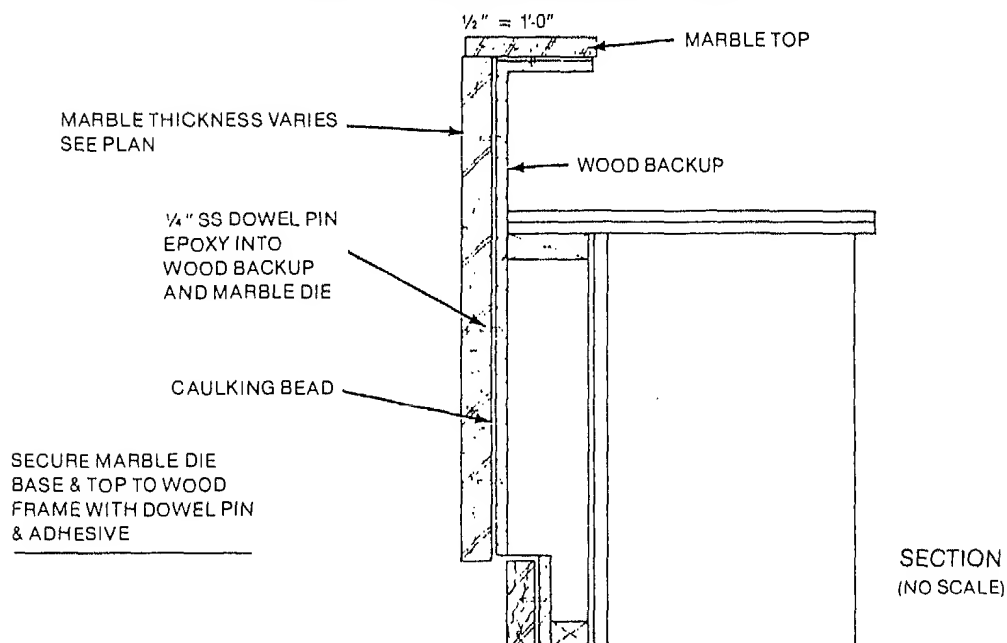 ½" = 1'-0"
MARBLE TOP
MARBLE THICKNESS VARIES
SEE PLAN
WOOD BACKUP
¼" SS DOWEL PIN
EPOXY INTO
WOOD BACKUP
AND MARBLE DIE
CAULKING BEAD
SECURE MARBLE DIE
BASE & TOP TO WOOD
FRAME WITH DOWEL PIN
& ADHESIVE
SECTION
(NO SCALE)